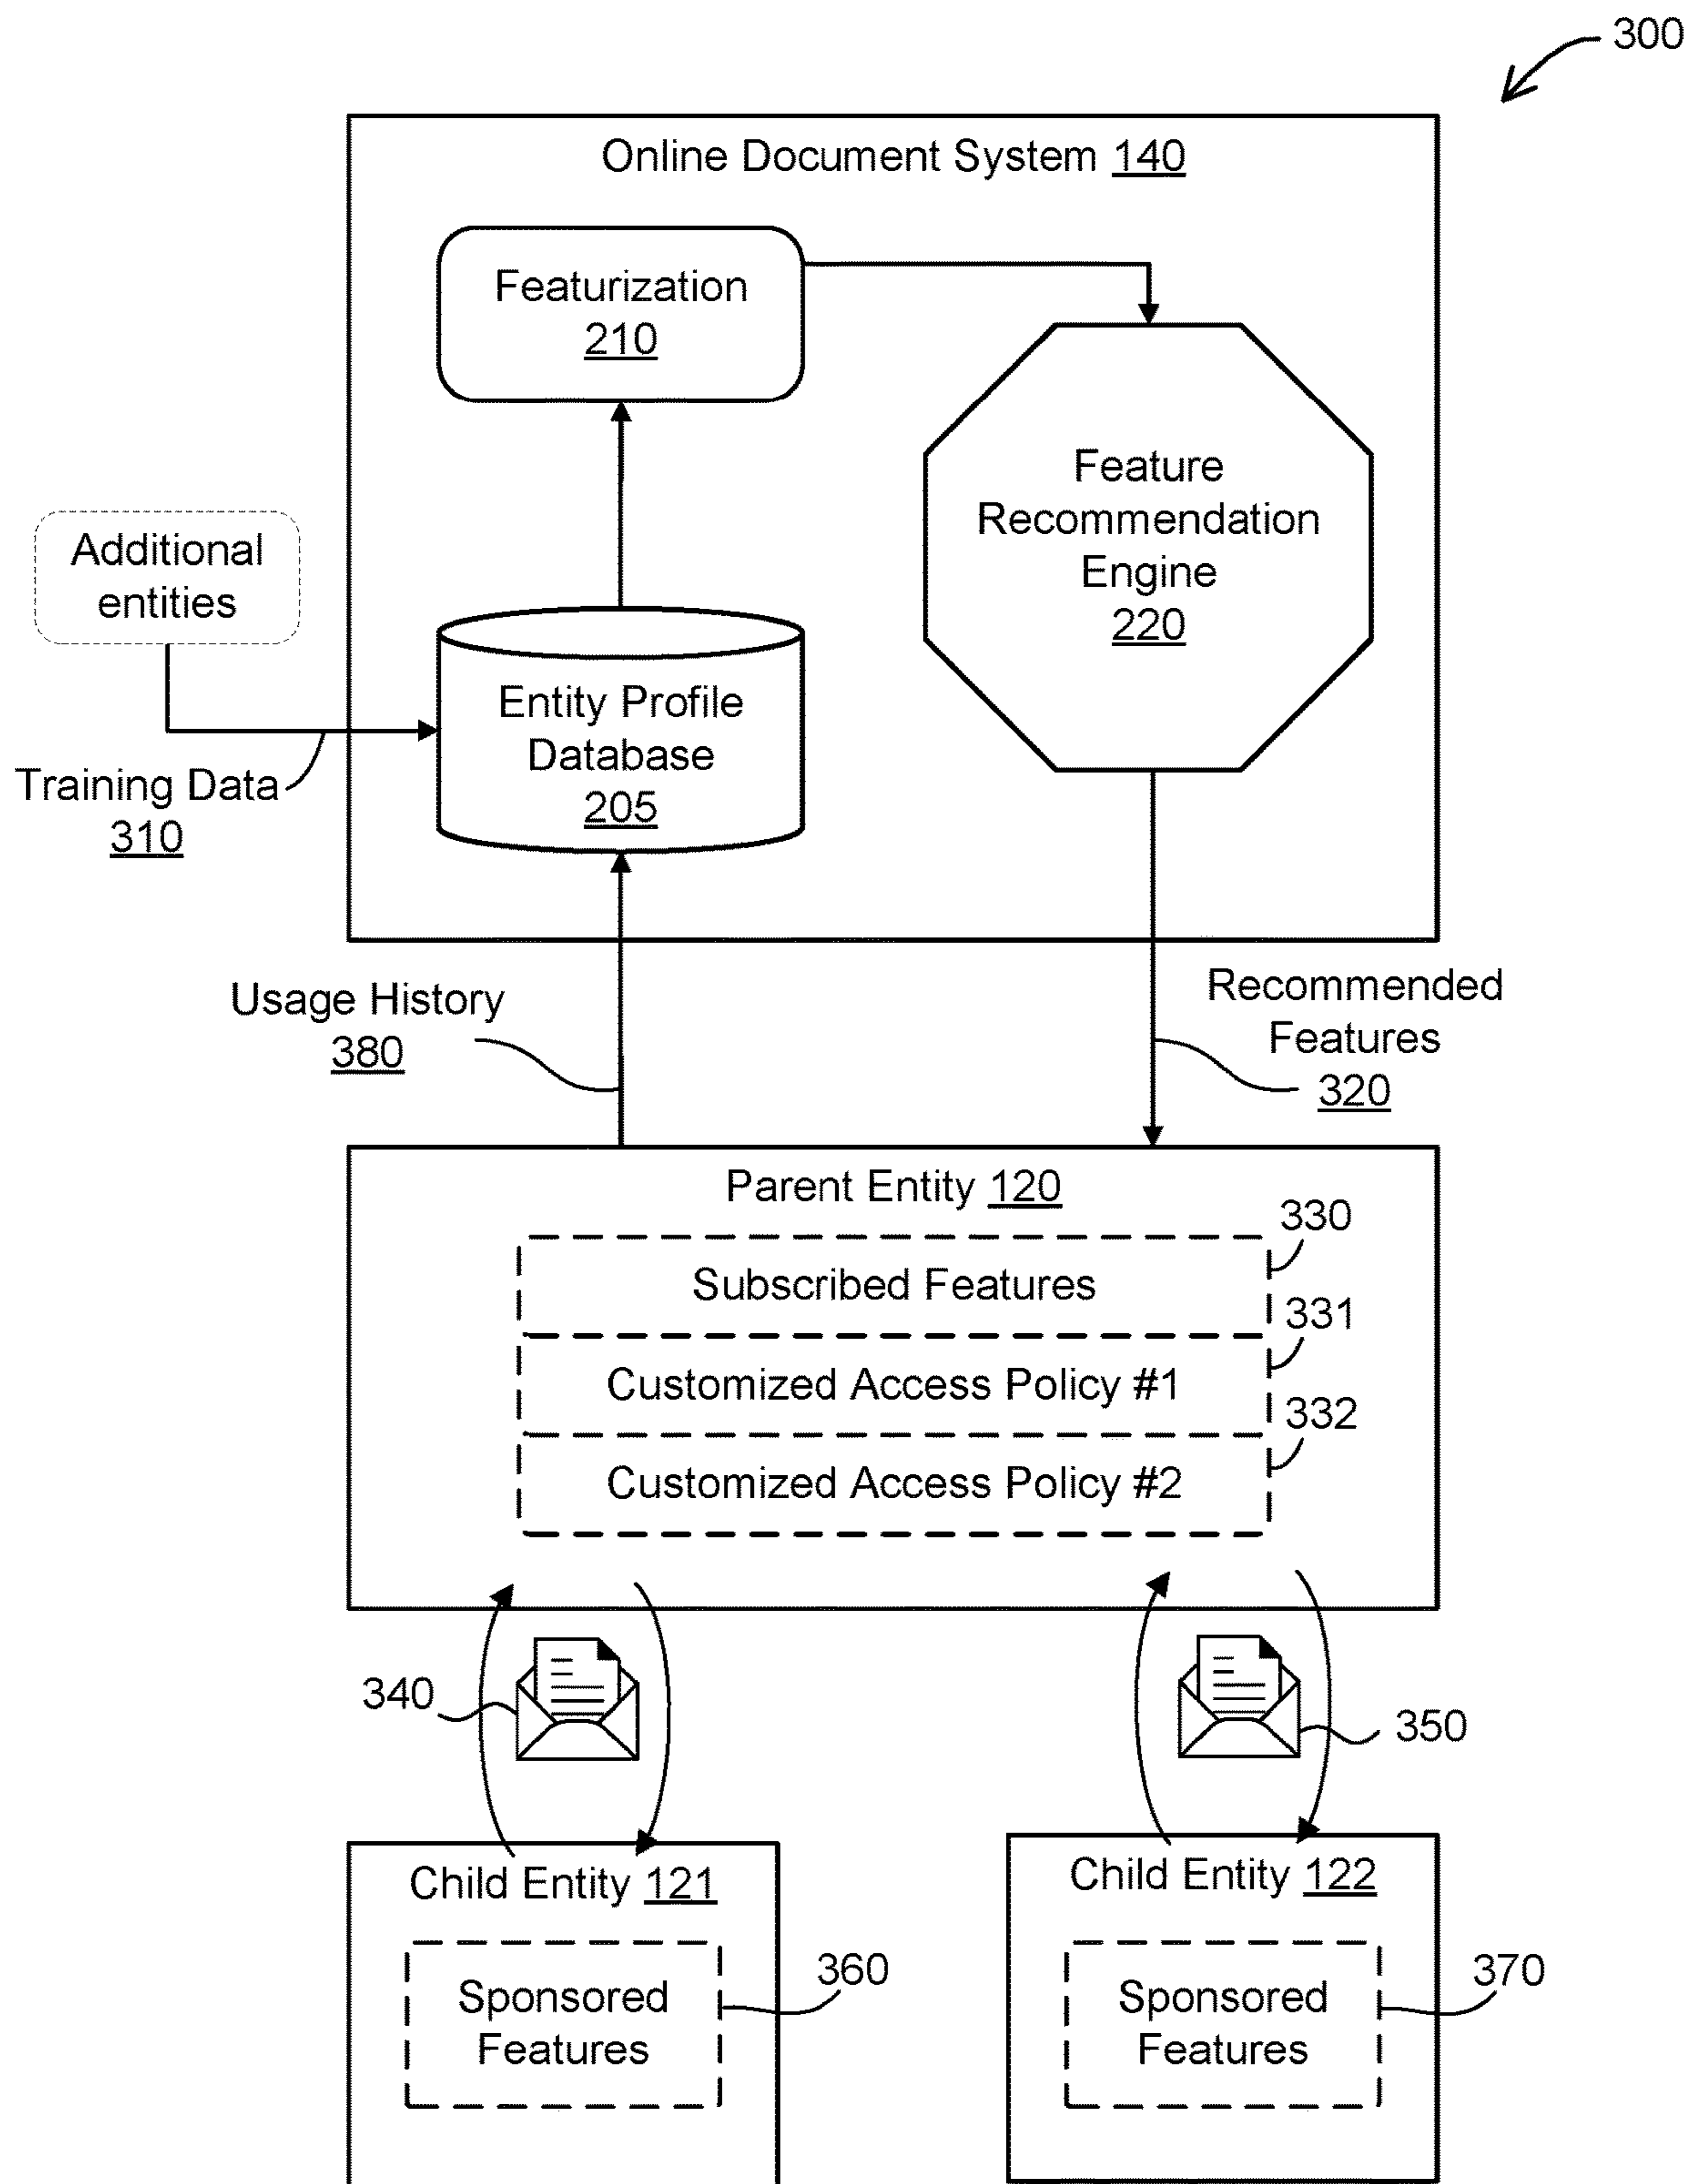 300
Online Document System 140
Featurization
210
Feature
Recommendation
Engine
220
Additional
entities
Entity Profile
Database
205
Training Data
310
Usage History
380
Recommended
Features
320
Parent Entity 120
330
Subscribed Features
331
Customized Access Policy #1
332
Customized Access Policy #2
340
350
Child Entity 121
Sponsored
Features
360
Child Entity 122
Sponsored
Features
370